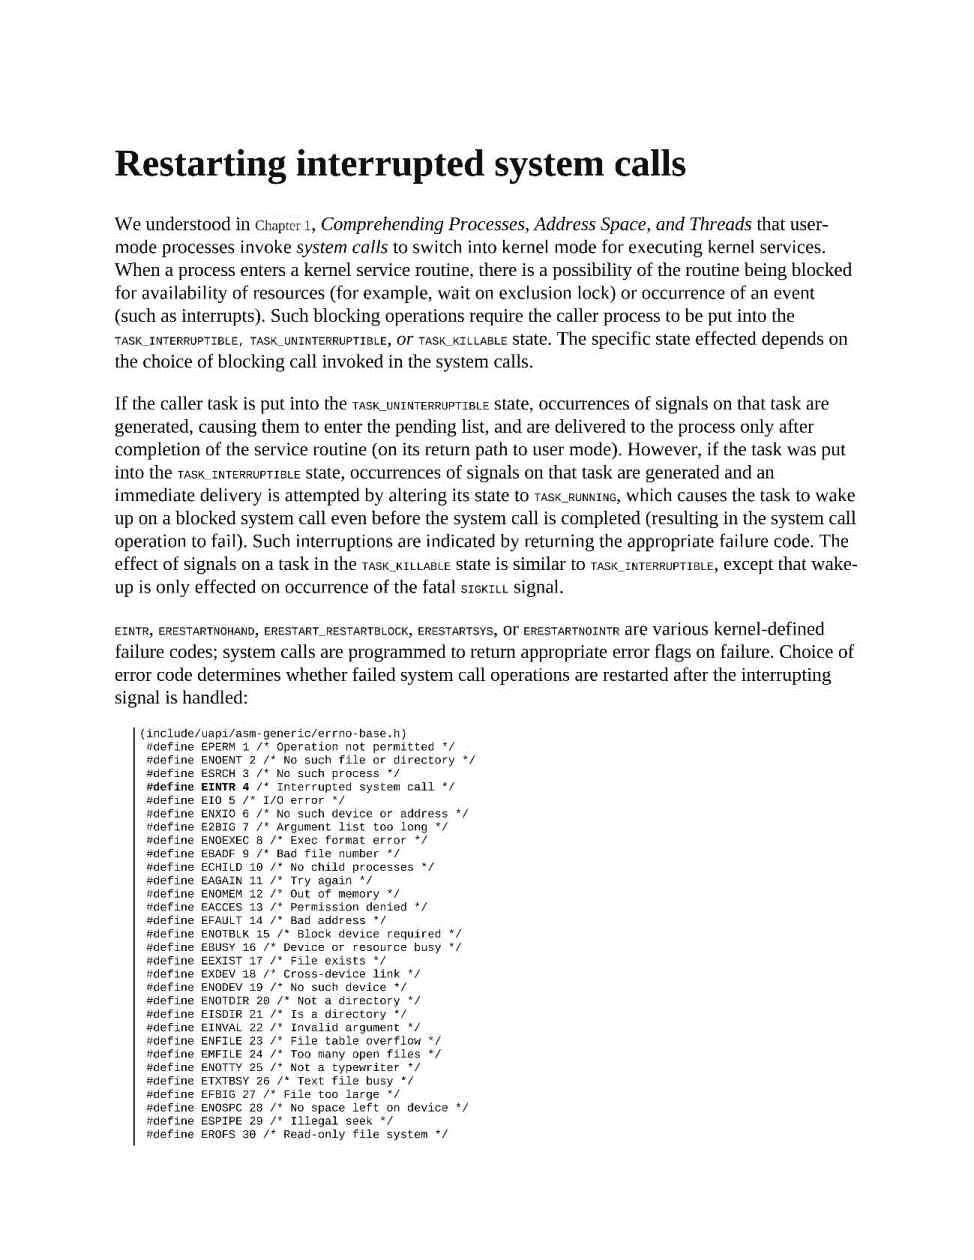 Restarting interrupted system calls
We understood in Chapter 1, Comprehending Processes, Address Space, and Threads that user-
mode processes invoke system calls to switch into kernel mode for executing kernel services.
When a process enters a kernel service routine, there is a possibility of the routine being blocked
for availability of resources (for example, wait on exclusion lock) or occurrence of an event
(such as interrupts). Such blocking operations require the caller process to be put into the
TASK_INTERRUPTIBLE, TASK_UNINTERRUPTIBLE, or TASK_KILLABLE state. The specific state effected depends on
the choice of blocking call invoked in the system calls.
If the caller task is put into the TASK_UNINTERRUPTIBLE state, occurrences of signals on that task are
generated, causing them to enter the pending list, and are delivered to the process only after
completion of the service routine (on its return path to user mode). However, if the task was put
into the TASK_INTERRUPTIBLE state, occurrences of signals on that task are generated and an
immediate delivery is attempted by altering its state to TASK_RUNNING, which causes the task to wake
up on a blocked system call even before the system call is completed (resulting in the system call
operation to fail). Such interruptions are indicated by returning the appropriate failure code. The
effect of signals on a task in the TASK_KILLABLE state is similar to TASK_INTERRUPTIBLE, except that wake-
up is only effected on occurrence of the fatal SIGKILL signal.
EINTR, ERESTARTNOHAND, ERESTART_RESTARTBLOCK, ERESTARTSYS, or ERESTARTNOINTR are various kernel-defined
failure codes; system calls are programmed to return appropriate error flags on failure. Choice of
error code determines whether failed system call operations are restarted after the interrupting
signal is handled:
(include/uapi/asm-generic/errno-base.h)
#define EPERM 1 /* Operation not permitted */
#define ENOENT 2 /* No such file or directory */
#define ESRCH 3 /* No such process */
#define EINTR 4 /* Interrupted system call */
#define EIO 5 /* I/O error */
#define ENXIO 6 /* No such device or address */
#define E2BIG 7 /* Argument list too long */
#define ENOEXEC 8 /* Exec format error */
#define EBADF 9 /* Bad file number */
#define ECHILD 10 /* No child processes */
#define EAGAIN 11 /* Try again */
#define ENOMEM 12 /* Out of memory */
#define EACCES 13 /* Permission denied */
#define EFAULT 14 /* Bad address */
#define ENOTBLK 15 /* Block device required */
#define EBUSY 16 /* Device or resource busy */
#define EEXIST 17 /* File exists */
#define EXDEV 18 /* Cross-device link */
#define ENODEV 19 /* No such device */
#define ENOTDIR 20 /* Not a directory */
#define EISDIR 21 /* Is a directory */
#define EINVAL 22 /* Invalid argument */
#define ENFILE 23 /* File table overflow */
#define EMFILE 24 /* Too many open files */
#define ENOTTY 25 /* Not a typewriter */
#define ETXTBSY 26 /* Text file busy */
#define EFBIG 27 /* File too large */
#define ENOSPC 28 /* No space left on device */
#define ESPIPE 29 /* Illegal seek */
#define EROFS 30 /* Read-only file system */